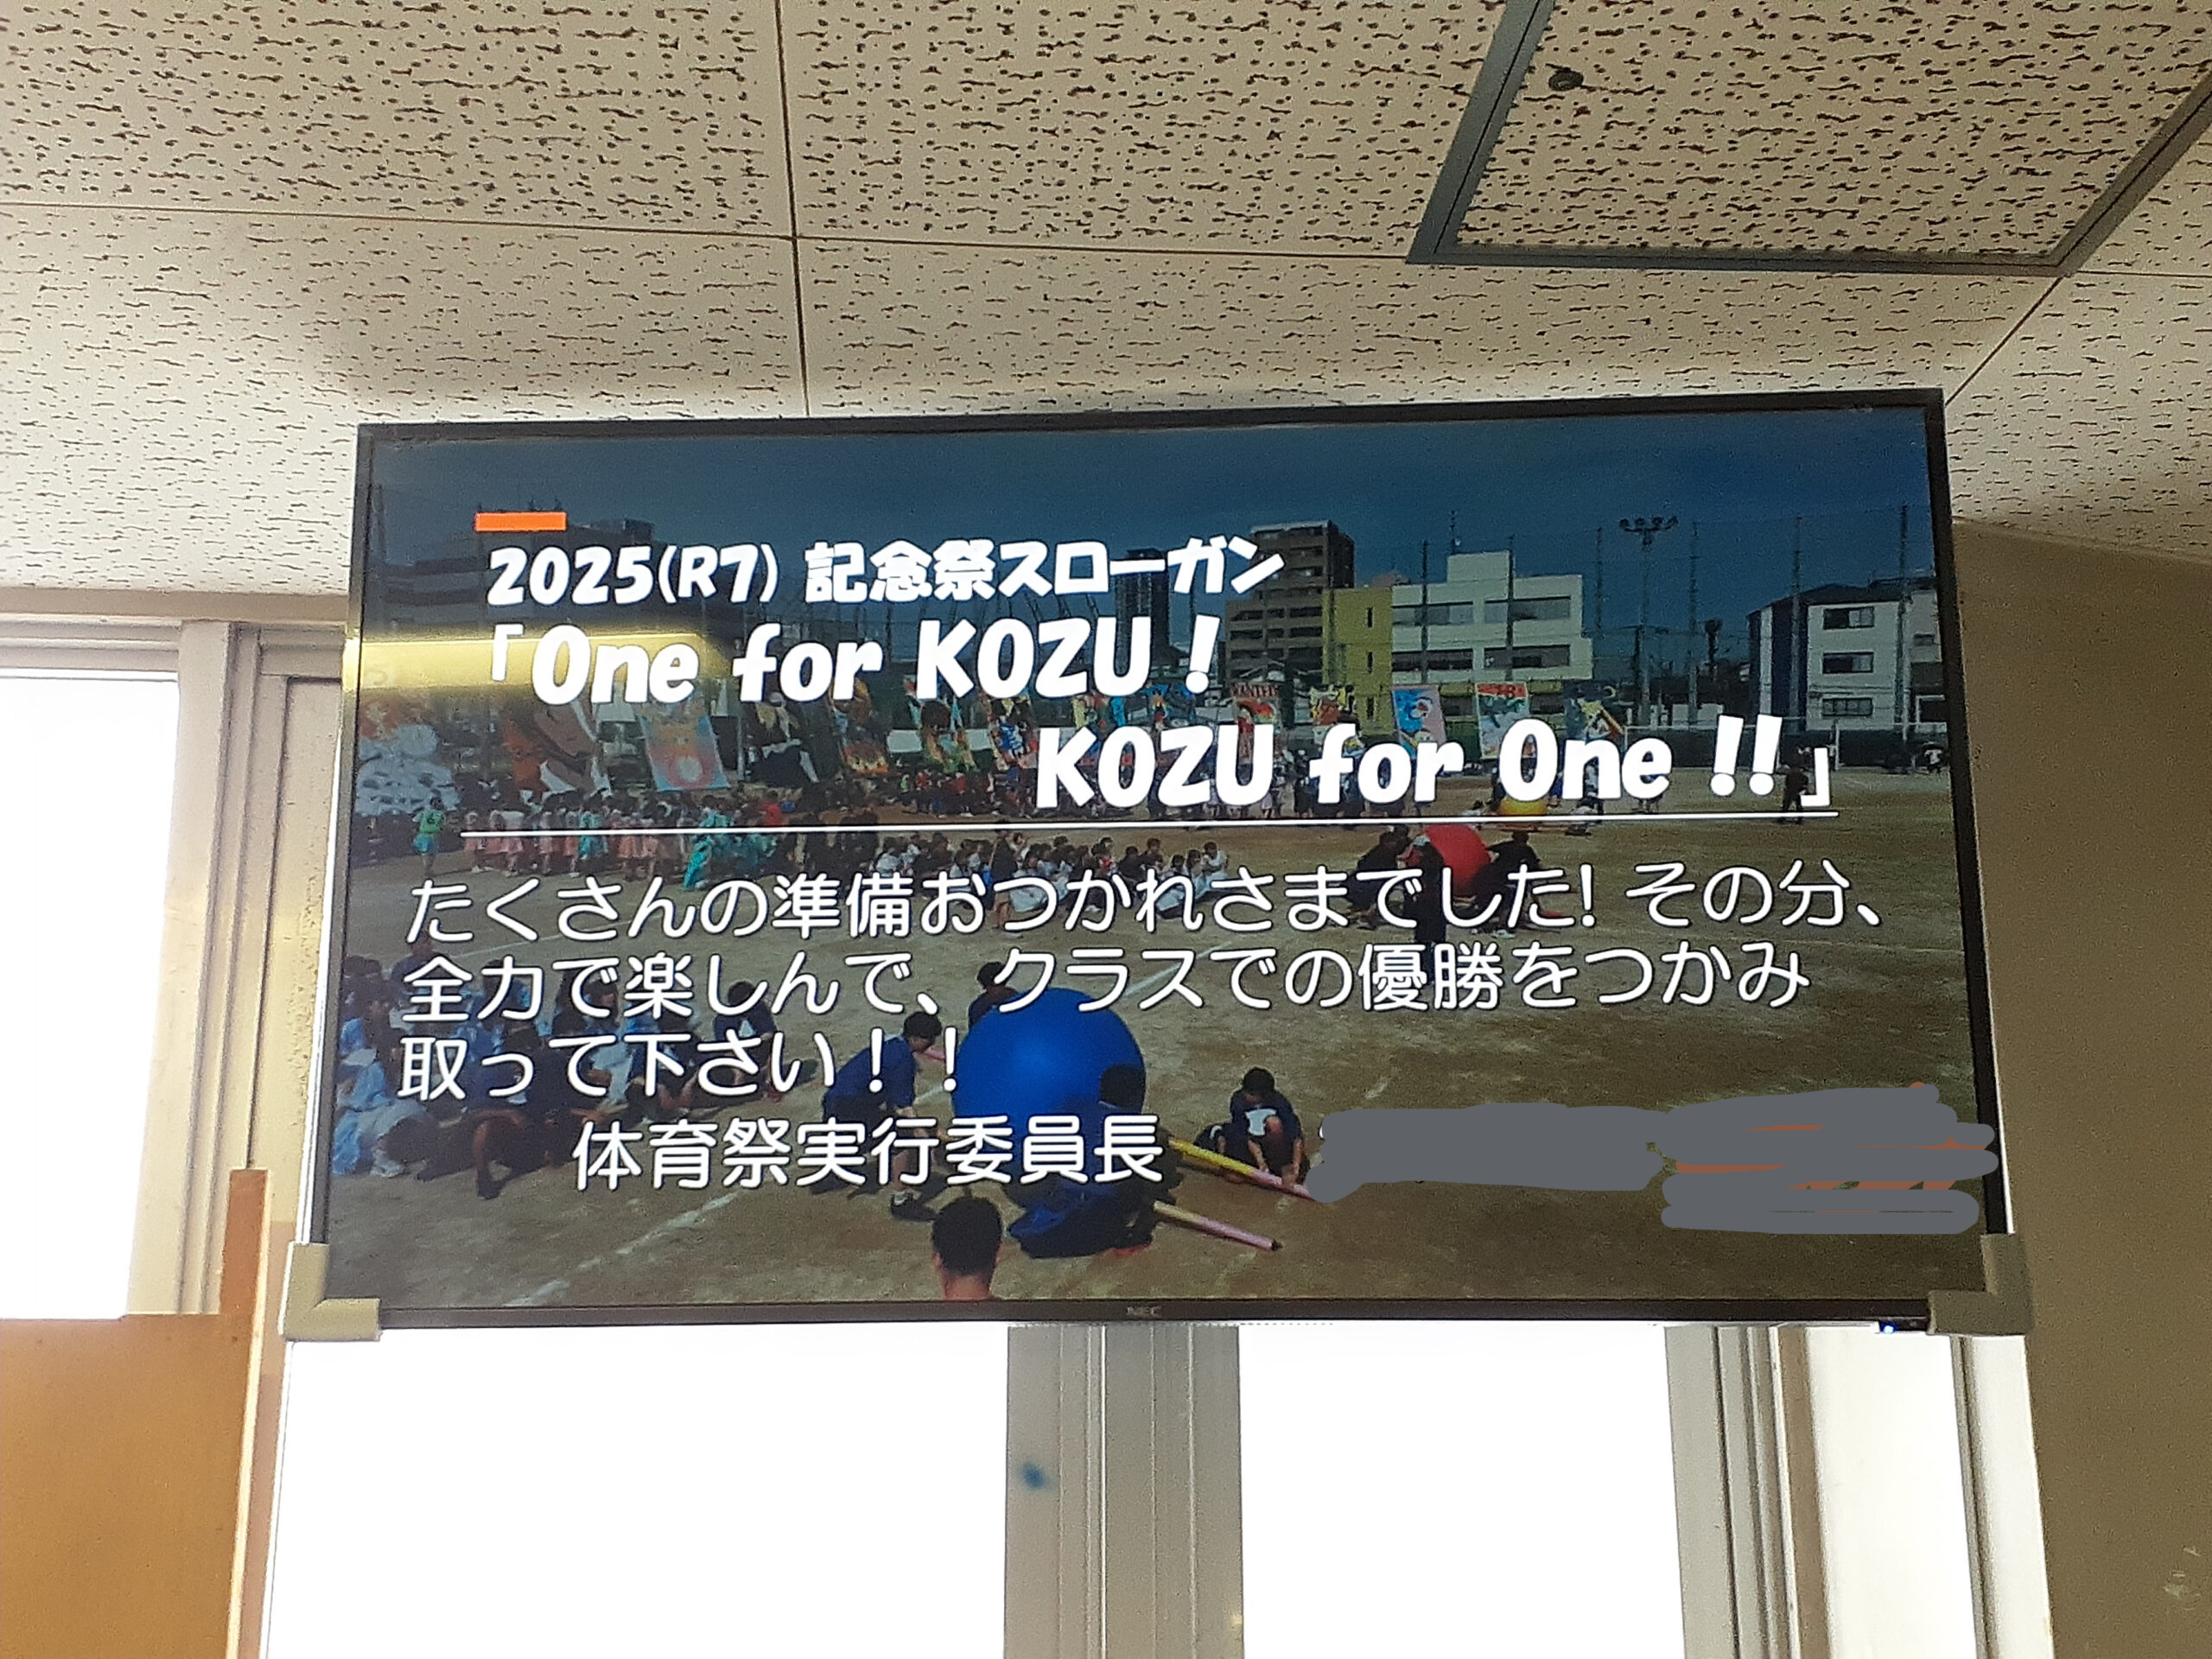 2025(R7) 記念祭スローガン
「One for KOZU!
KOZU for One !!」
たくさんの準備おつかれさまでした! その分、
全力で楽しんで、クラスでの優勝をつかみ
取って下さい!!
体育祭実行委員長
NEC